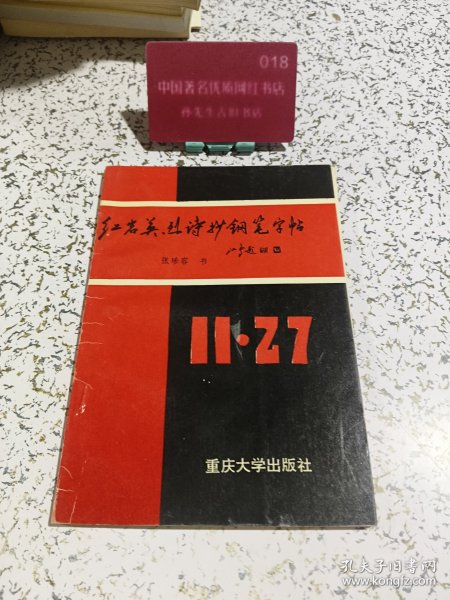 018
中国著名优质网红书店
孙先生古旧书店
红岩英烈诗抄钢笔字帖
张珍容 书
11·27
重庆大学出版社
孔夫子旧书网
www.kongfz.com